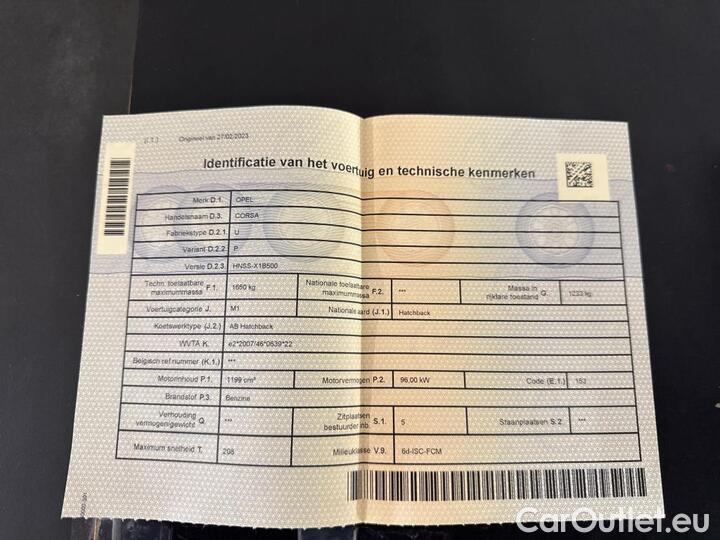 (I.T.) Origineel van 27/02/2023
Identificatie van het voertuig en technische kenmerken
Merk D.1. OPEL
Handelsnaam D.3. CORSA
Fabriekstype D.2.1. U
Variant D.2.2. P
Versie D.2.3. HNSS-X1B500
Techn. toelaatbare maximummassa F.1. 1650 kg Nationale toelaatbare maximummassa F.2. *** Massa in rijklare toestand G. 1233 kg
Voertuigcategorie J. M1 Nationale aard (J.1.) Hatchback
Koetswerktype (J.2.) AB Hatchback
WVTA K. e2*2007/46*0639*22
Belgisch ref.nummer (K.1.) ***
Motorinhoud P.1. 1199 cm³ Motorvermogen P.2. 96,00 kW Code (E.1.) 153
Brandstof P.3. Benzine
Verhouding vermogen/gewicht Q. *** Zitplaatsen bestuurder inb. S.1. 5 Staanplaatsen S.2. ***
Maximum snelheid T. 208 Milieuklasse V.9. 6d-ISC-FCM
CarOutlet.eu